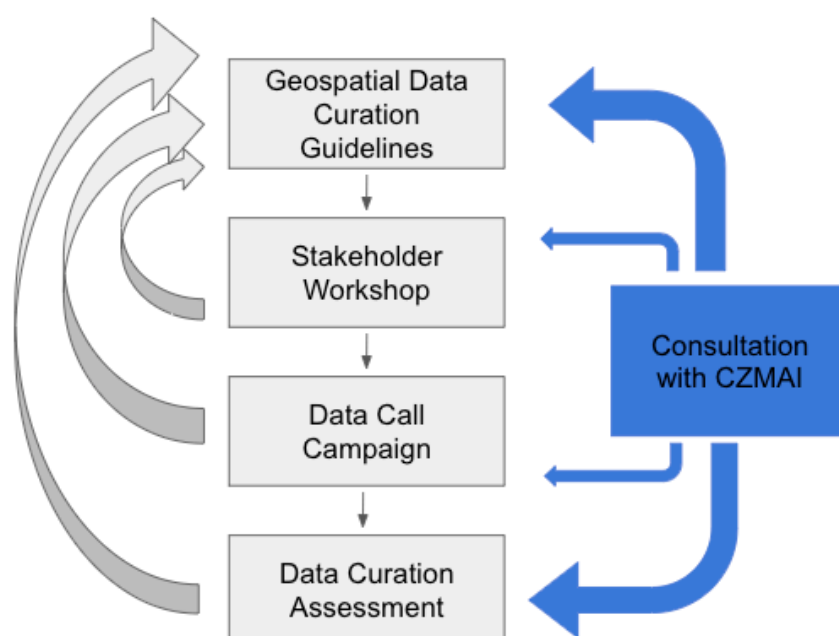 Geospatial Data
Curation
Guidelines
Stakeholder
Workshop
Consultation
with CZMAI
Data Call
Campaign
Data Curation
Assessment